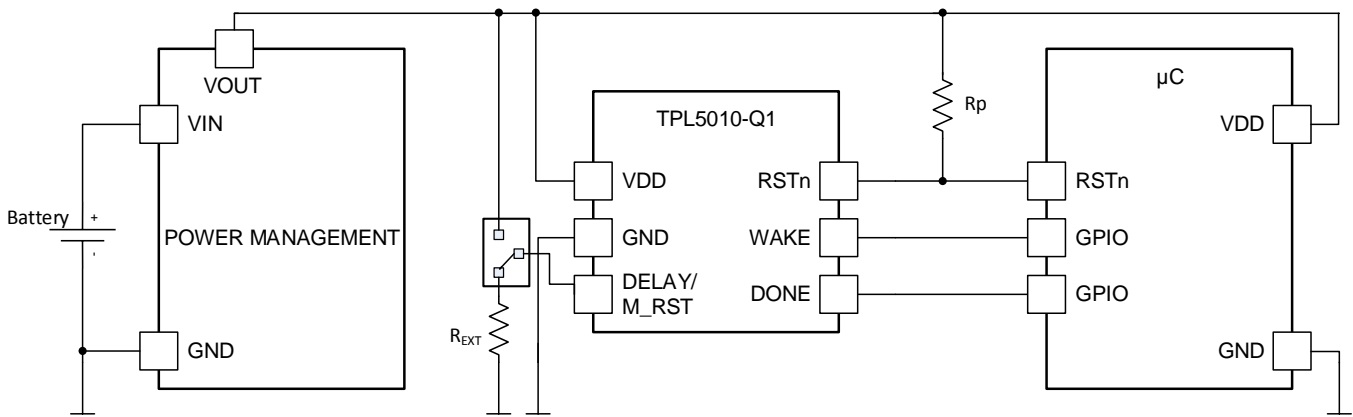 VOUT
VIN
Battery
+
-
POWER MANAGEMENT
GND
R_EXT
TPL5010-Q1
VDD
GND
DELAY/
M_RST
RSTn
WAKE
DONE
Rp
µC
VDD
RSTn
GPIO
GPIO
GND